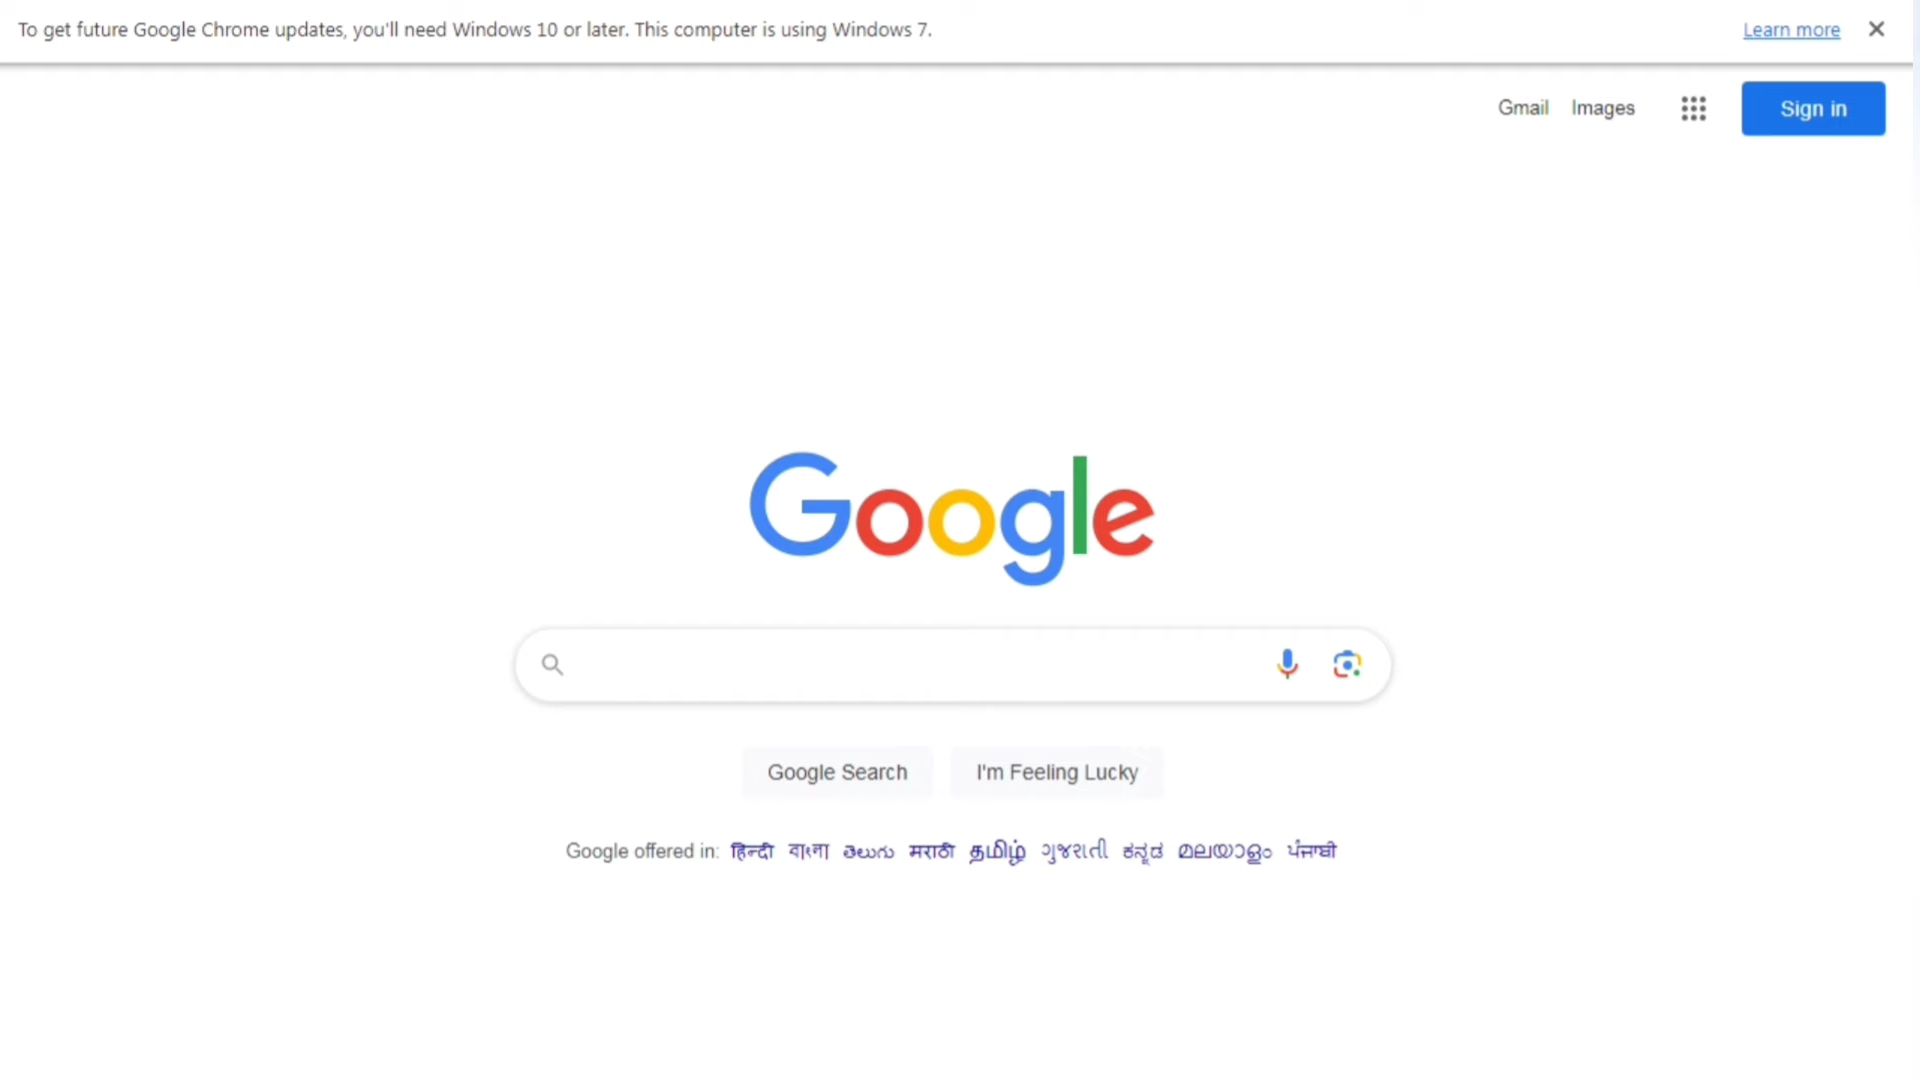 To get future Google Chrome updates, you'll need Windows 10 or later. This computer is using Windows 7. Learn more
Gmail Images Sign in
Google
Google Search I'm Feeling Lucky
Google offered in: हिन्दी বাংলা తెలుగు मराठी தமிழ் ગુજરાતી ಕನ್ನಡ മലയാളം ਪੰਜਾਬੀ